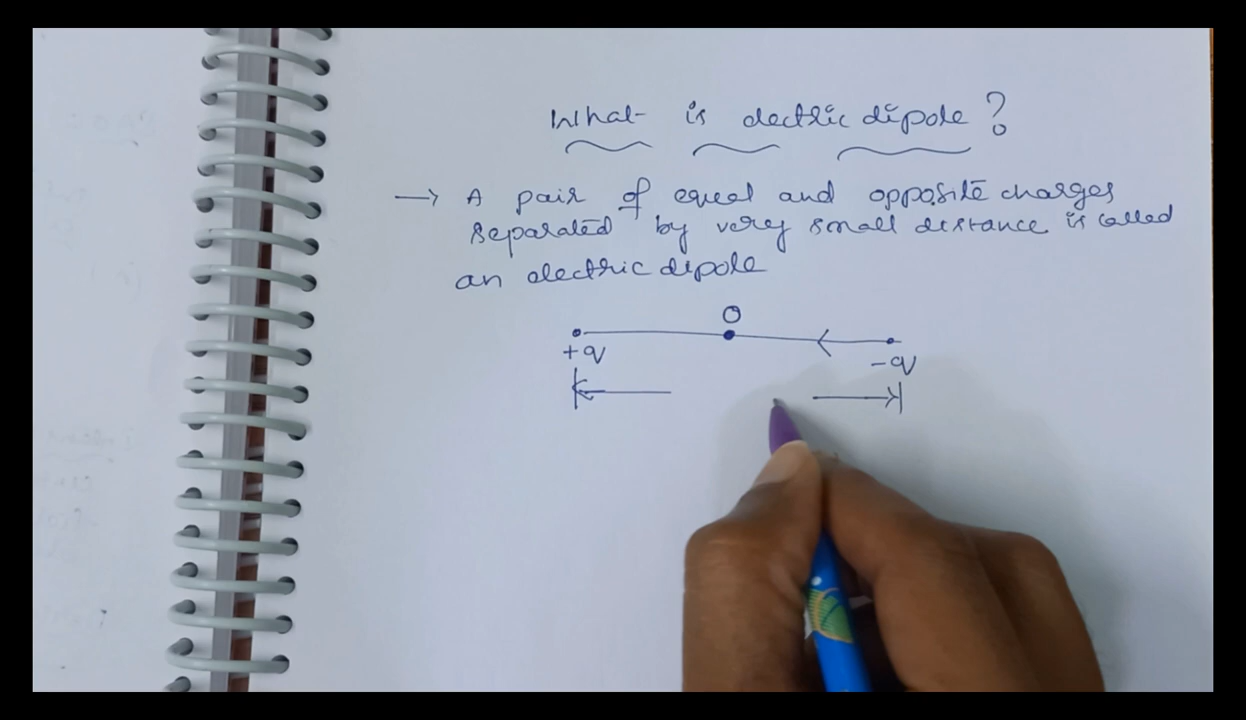 What is electric dipole?
→ A pair of equal and opposite charges
separated by very small distance is called
an electric dipole
O
+q
-q